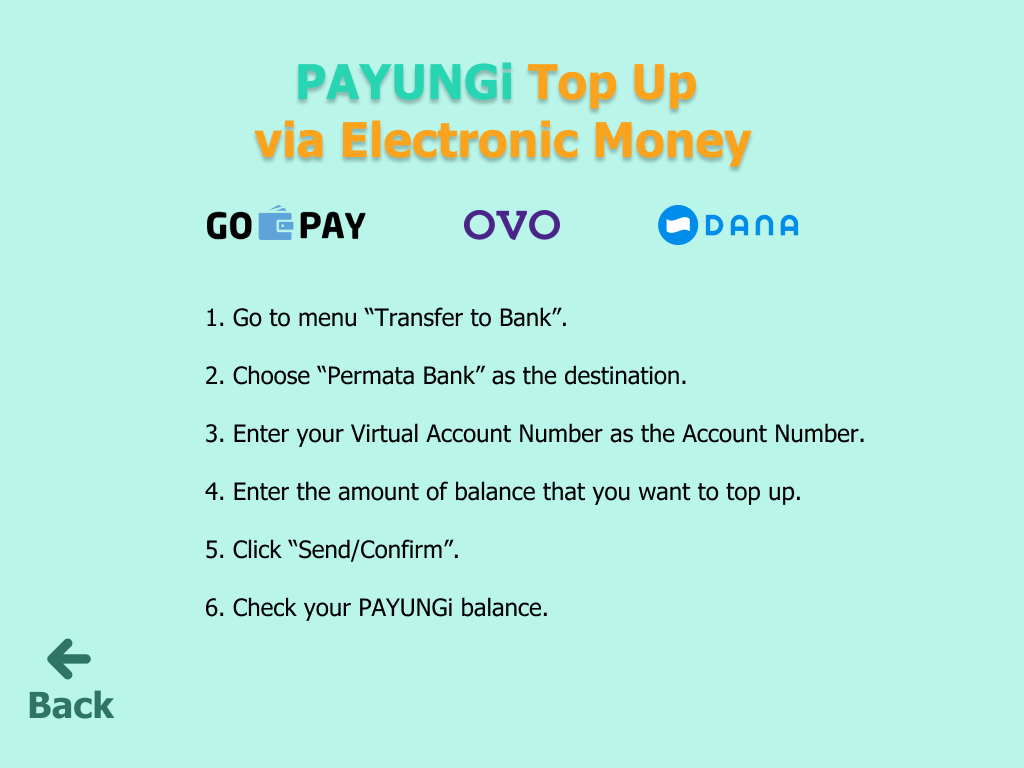 PAYUNGi Top Up
via Electronic Money
GO PAY OVO DANA
1. Go to menu “Transfer to Bank”.
2. Choose “Permata Bank” as the destination.
3. Enter your Virtual Account Number as the Account Number.
4. Enter the amount of balance that you want to top up.
5. Click “Send/Confirm”.
6. Check your PAYUNGi balance.
Back